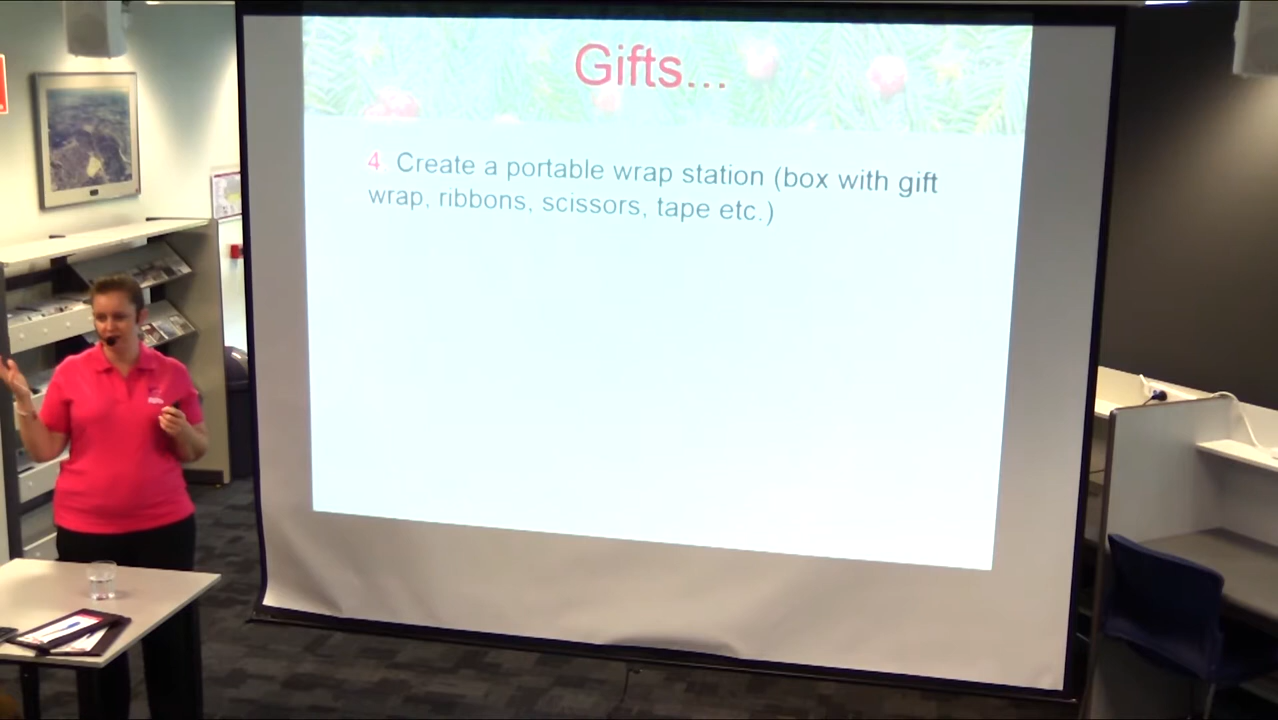 Gifts...
4. Create a portable wrap station (box with gift
wrap, ribbons, scissors, tape etc.)